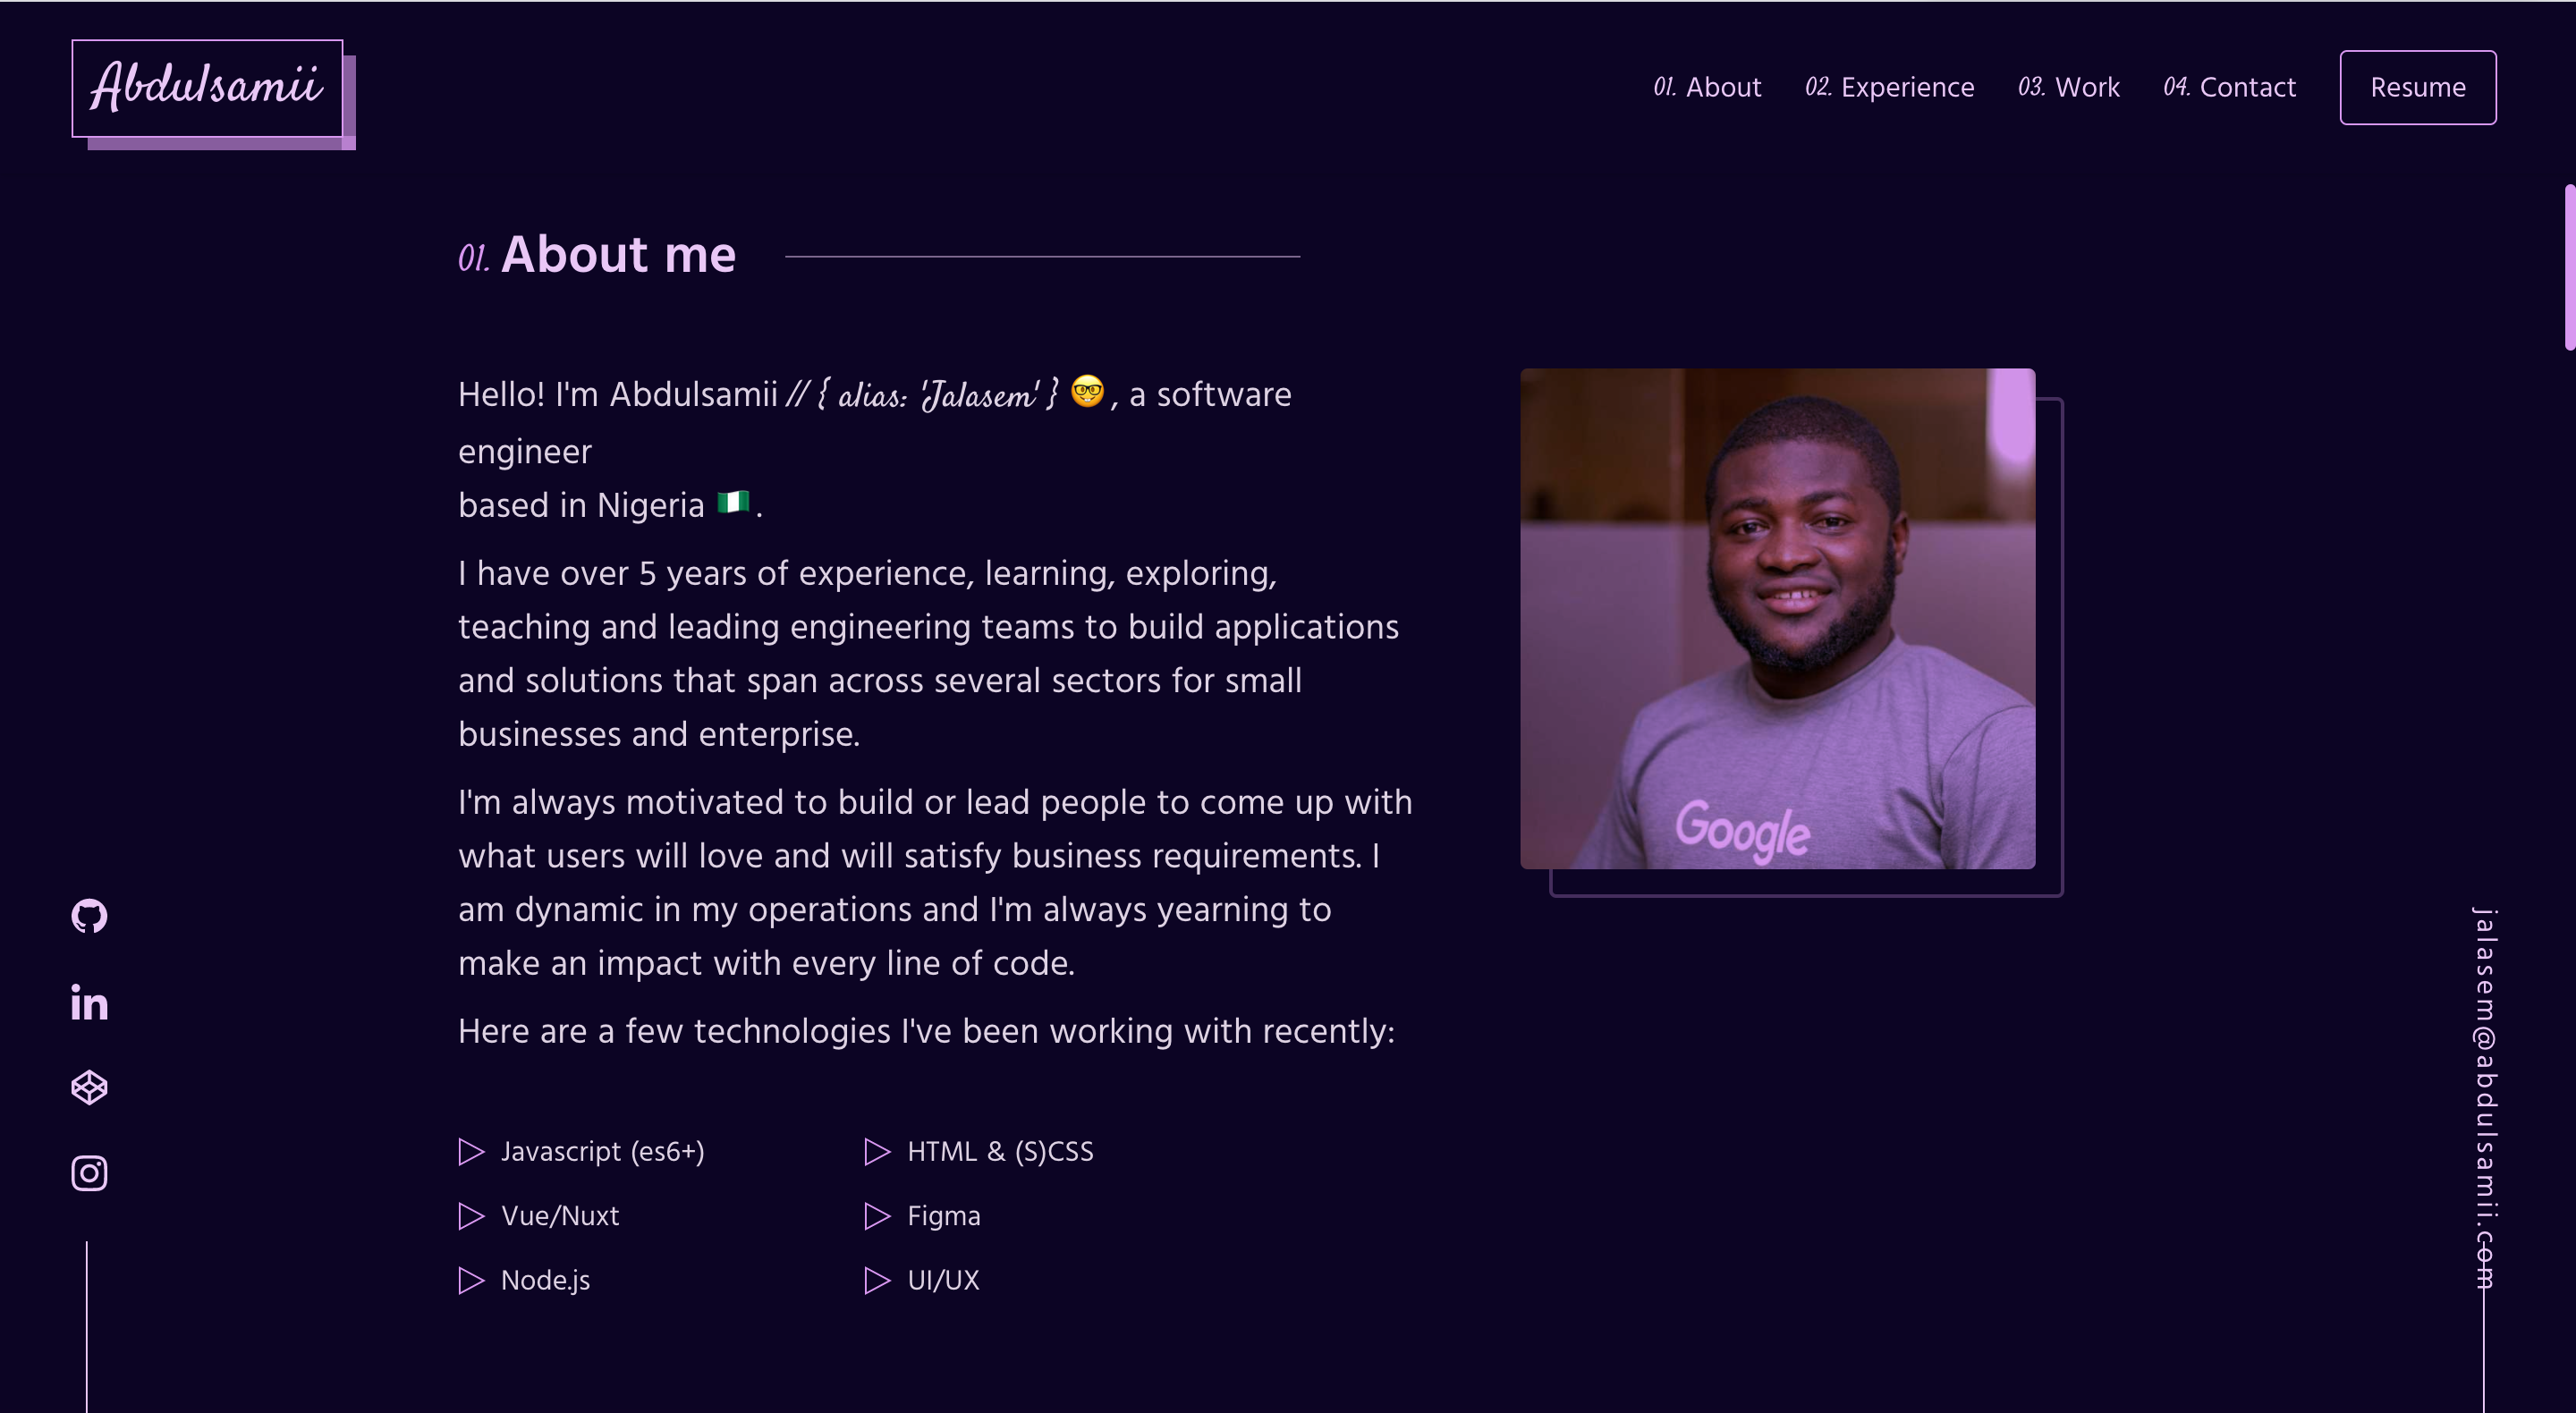 Abdulsamii
01. About 02. Experience 03. Work 04. Contact Resume
01. About me
Hello! I'm Abdulsamii // { alias: 'Jalasem' } 🤓 , a software
engineer
based in Nigeria 🇳🇬 .
I have over 5 years of experience, learning, exploring,
teaching and leading engineering teams to build applications
and solutions that span across several sectors for small
businesses and enterprise.
I'm always motivated to build or lead people to come up with
what users will love and will satisfy business requirements. I
am dynamic in my operations and I'm always yearning to
make an impact with every line of code.
Here are a few technologies I've been working with recently:
Javascript (es6+)
HTML & (S)CSS
Vue/Nuxt
Figma
Node.js
UI/UX
Google
in
jalasem@abdulsamii.com